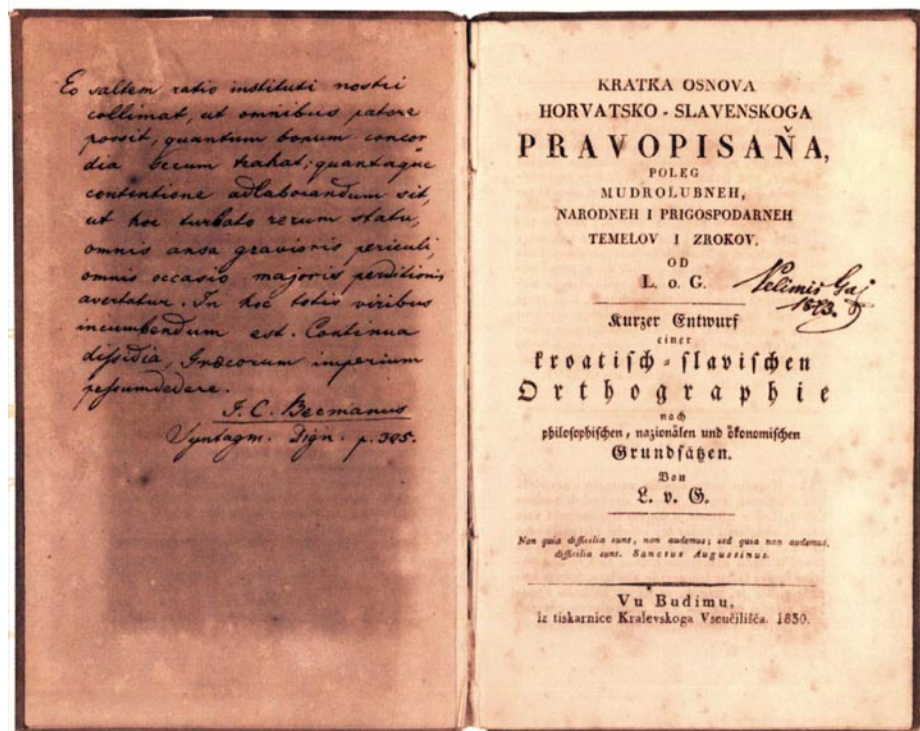 Eo saltem ratio instituti nostri
collimat, ut omnibus patere
possit, quantum bonum concor
dia secum trahat; quantaque
contentione adlaborandum sit,
ut hoc turbato rerum statu,
omnis ansa gravioris periculi,
omnis occasio majoris perditionis
avertatur. In hoc totis viribus
incumbendum est. Continua
dissidia, Græcorum imperium
pessumdedere.
J. C. Becmanus
Syntagm. Dign. p. 385.
KRATKA OSNOVA
HORVATSKO-SLAVENSKOGA
PRAVOPISAÑA,
POLEG
MUDROLUBNEH,
NARODNEH I PRIGOSPODARNEH
TEMELOV I ZROKOV.
OD
L. o. G.
Velimir Gaj
1873.
Kurzer Entwurf
einer
kroatisch-slavischen
Orthographie
nach
philosophischen, nazionälen und ökonomischen
Grundsätzen.
Von
L. v. G.
Non quia difficilia sunt, non audemus; sed quia non audemus,
difficilia sunt. Sanctus Augustinus.
Vu Budimu,
iz tiskarnice Kralevskoga Vseučilišča. 1830.